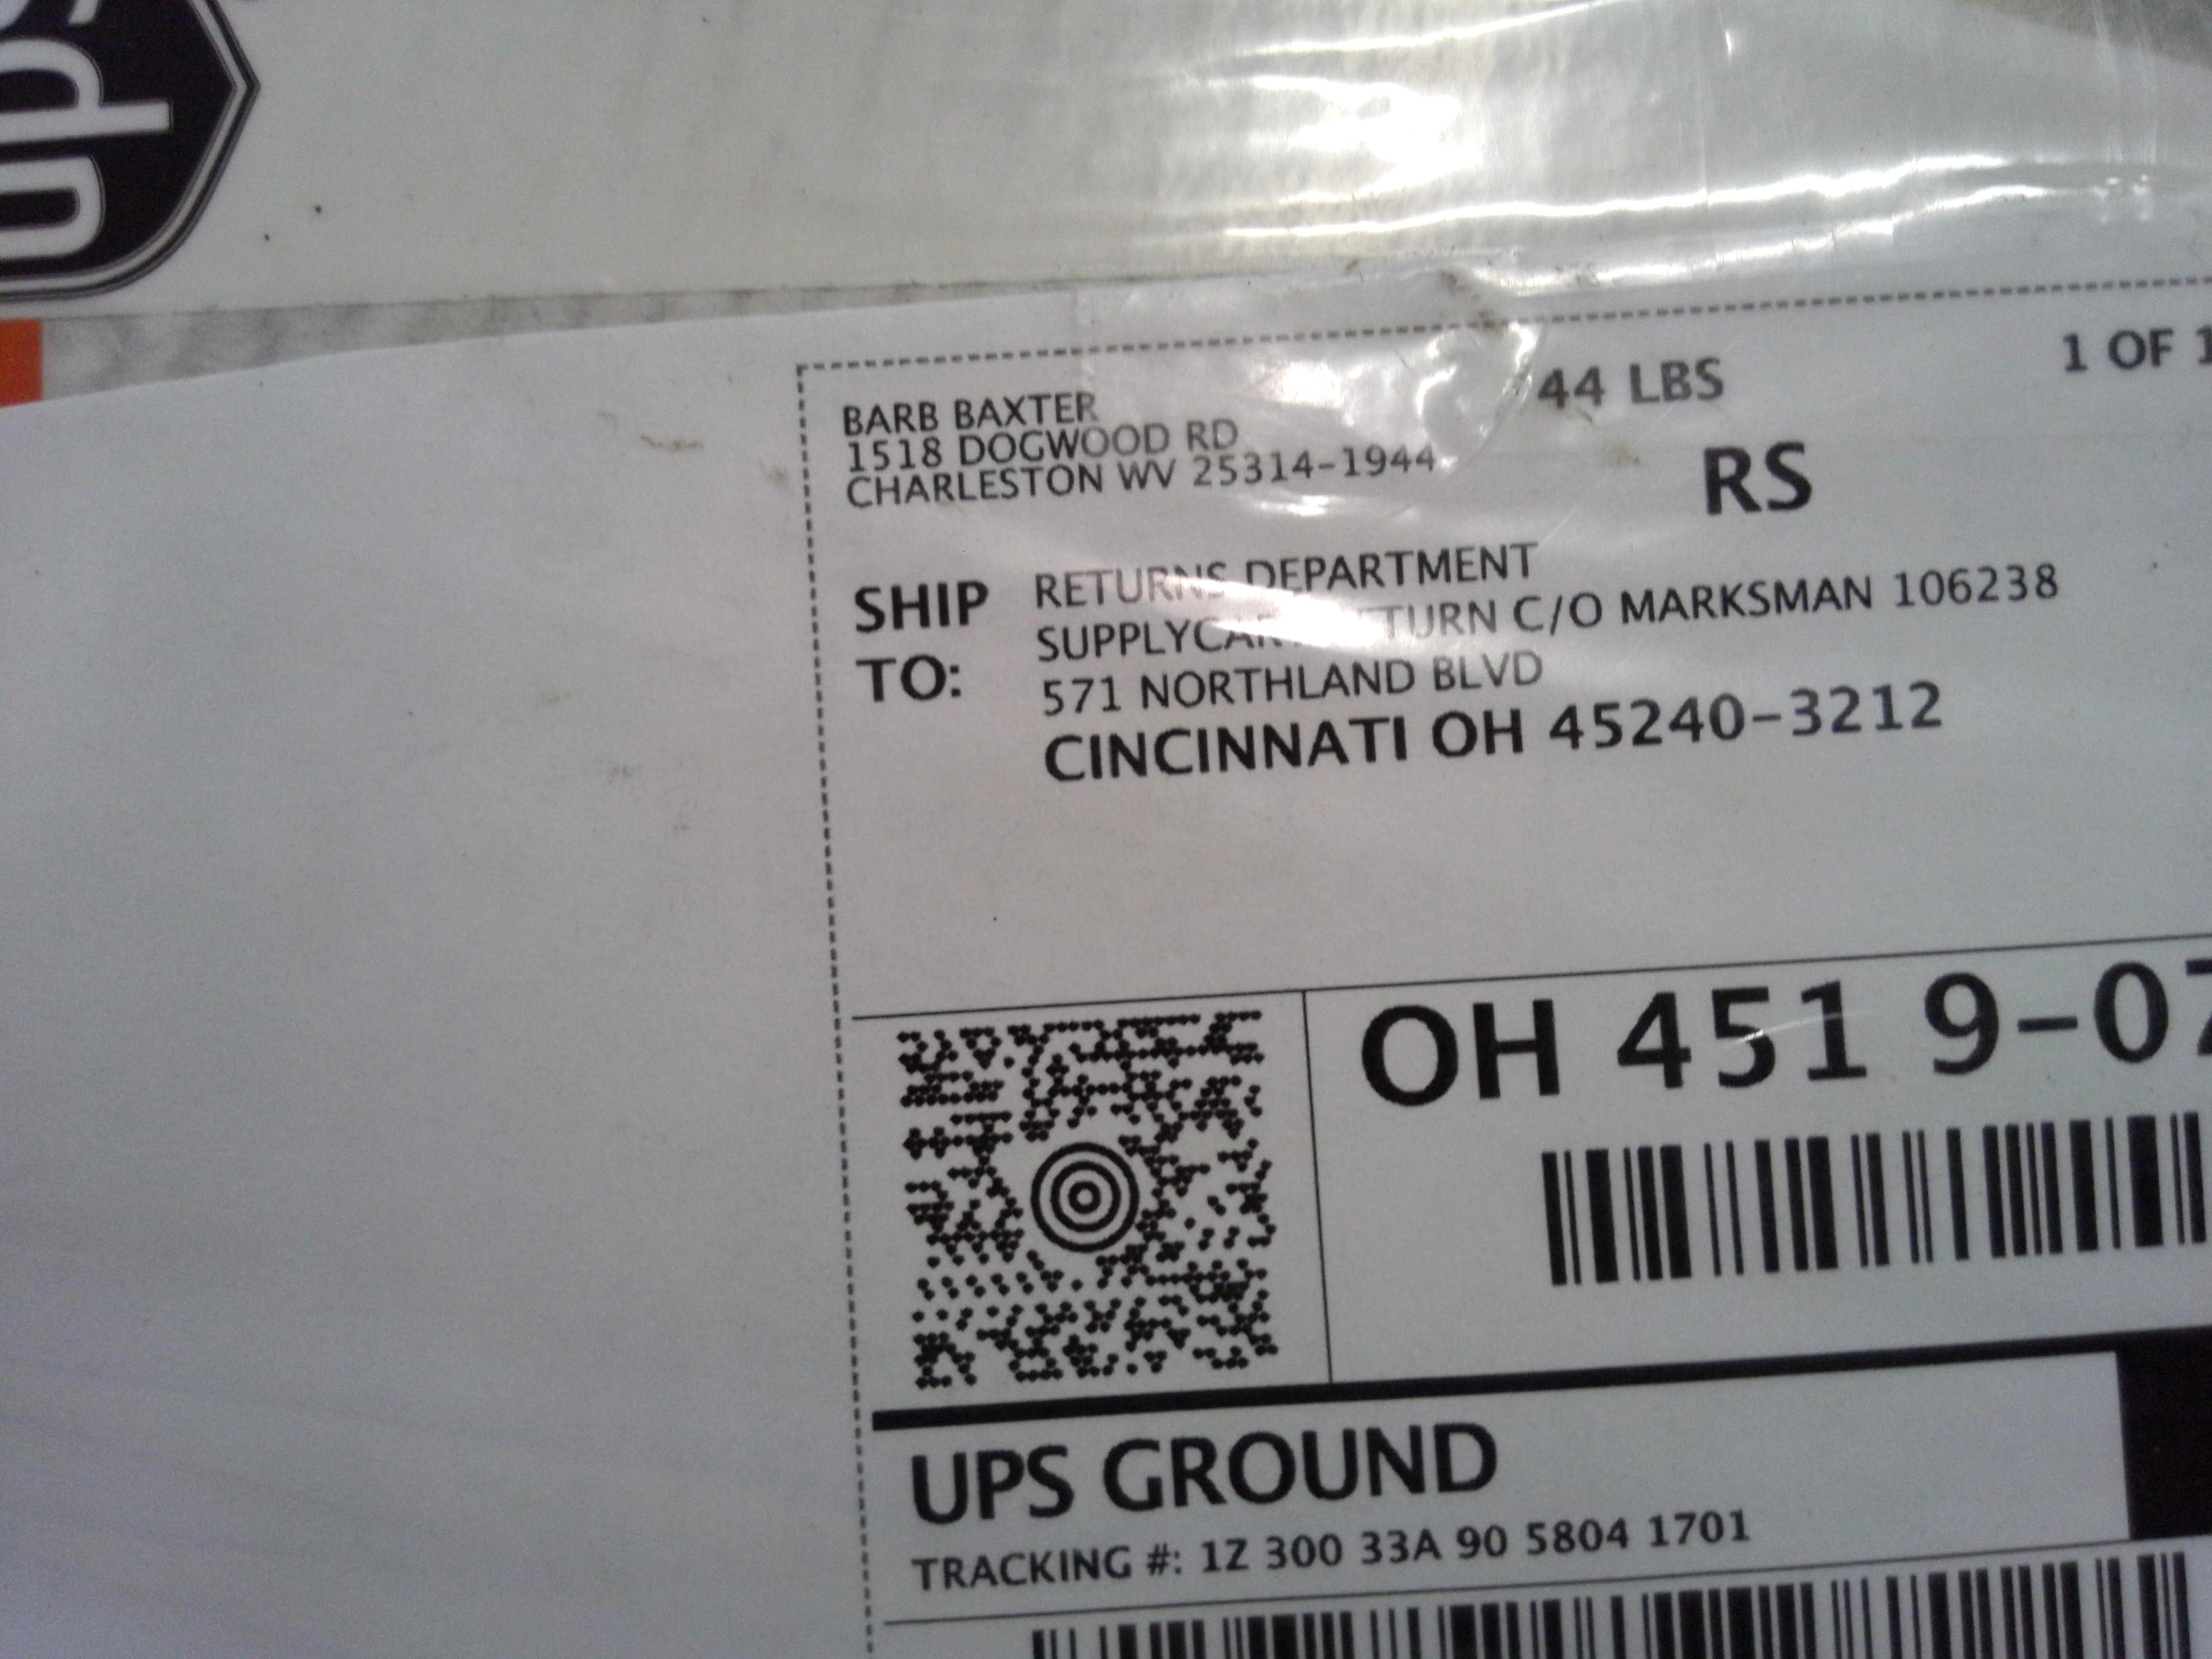 ups
BARB BAXTER
1518 DOGWOOD RD
CHARLESTON WV 25314-1944
44 LBS
1 OF 1
RS
SHIP TO:
RETURNS DEPARTMENT
C/O MARKSMAN 106238
571 NORTHLAND BLVD
CINCINNATI OH 45240-3212
OH 451 9-07
UPS GROUND
TRACKING #: 1Z 300 33A 90 5804 1701